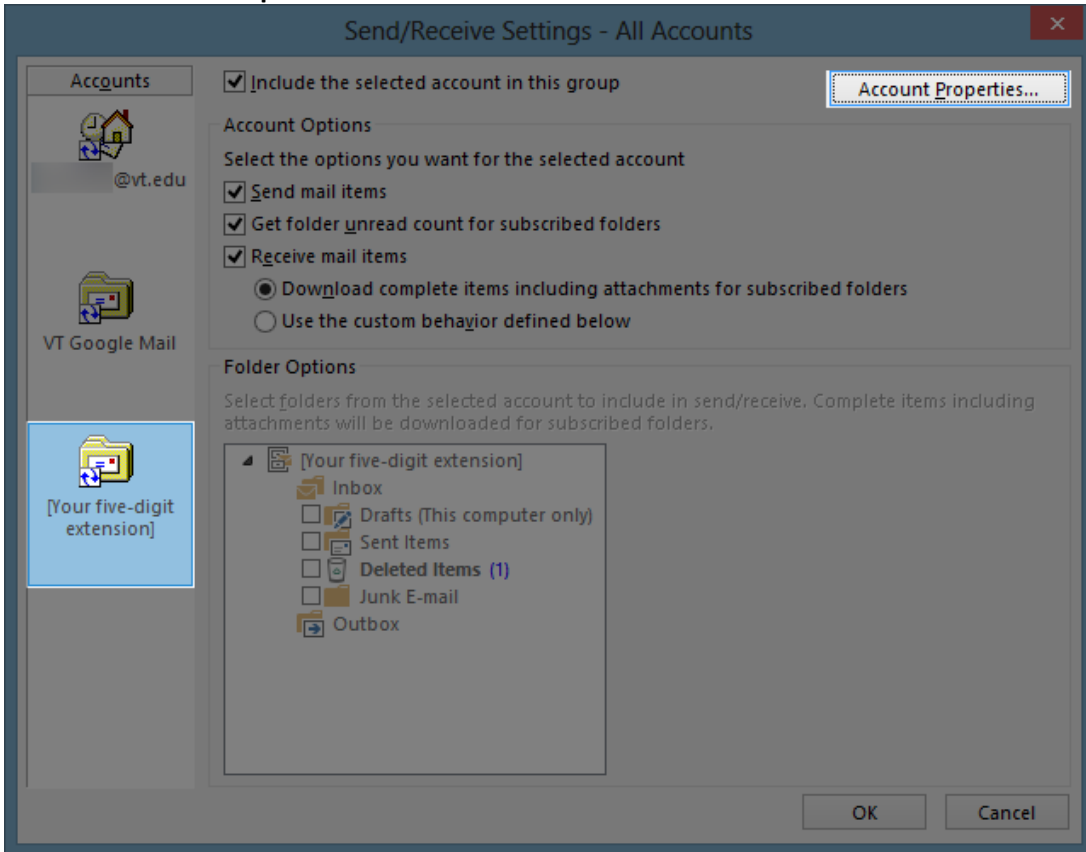 Send/Receive Settings - All Accounts
Accounts
Include the selected account in this group
Account Properties...
@vt.edu
VT Google Mail
[Your five-digit
extension]
Account Options
Select the options you want for the selected account
Send mail items
Get folder unread count for subscribed folders
Receive mail items
Download complete items including attachments for subscribed folders
Use the custom behavior defined below
Folder Options
Select folders from the selected account to include in send/receive. Complete items including
attachments will be downloaded for subscribed folders.
[Your five-digit extension]
Inbox
Drafts (This computer only)
Sent Items
Deleted Items (1)
Junk E-mail
Outbox
OK
Cancel